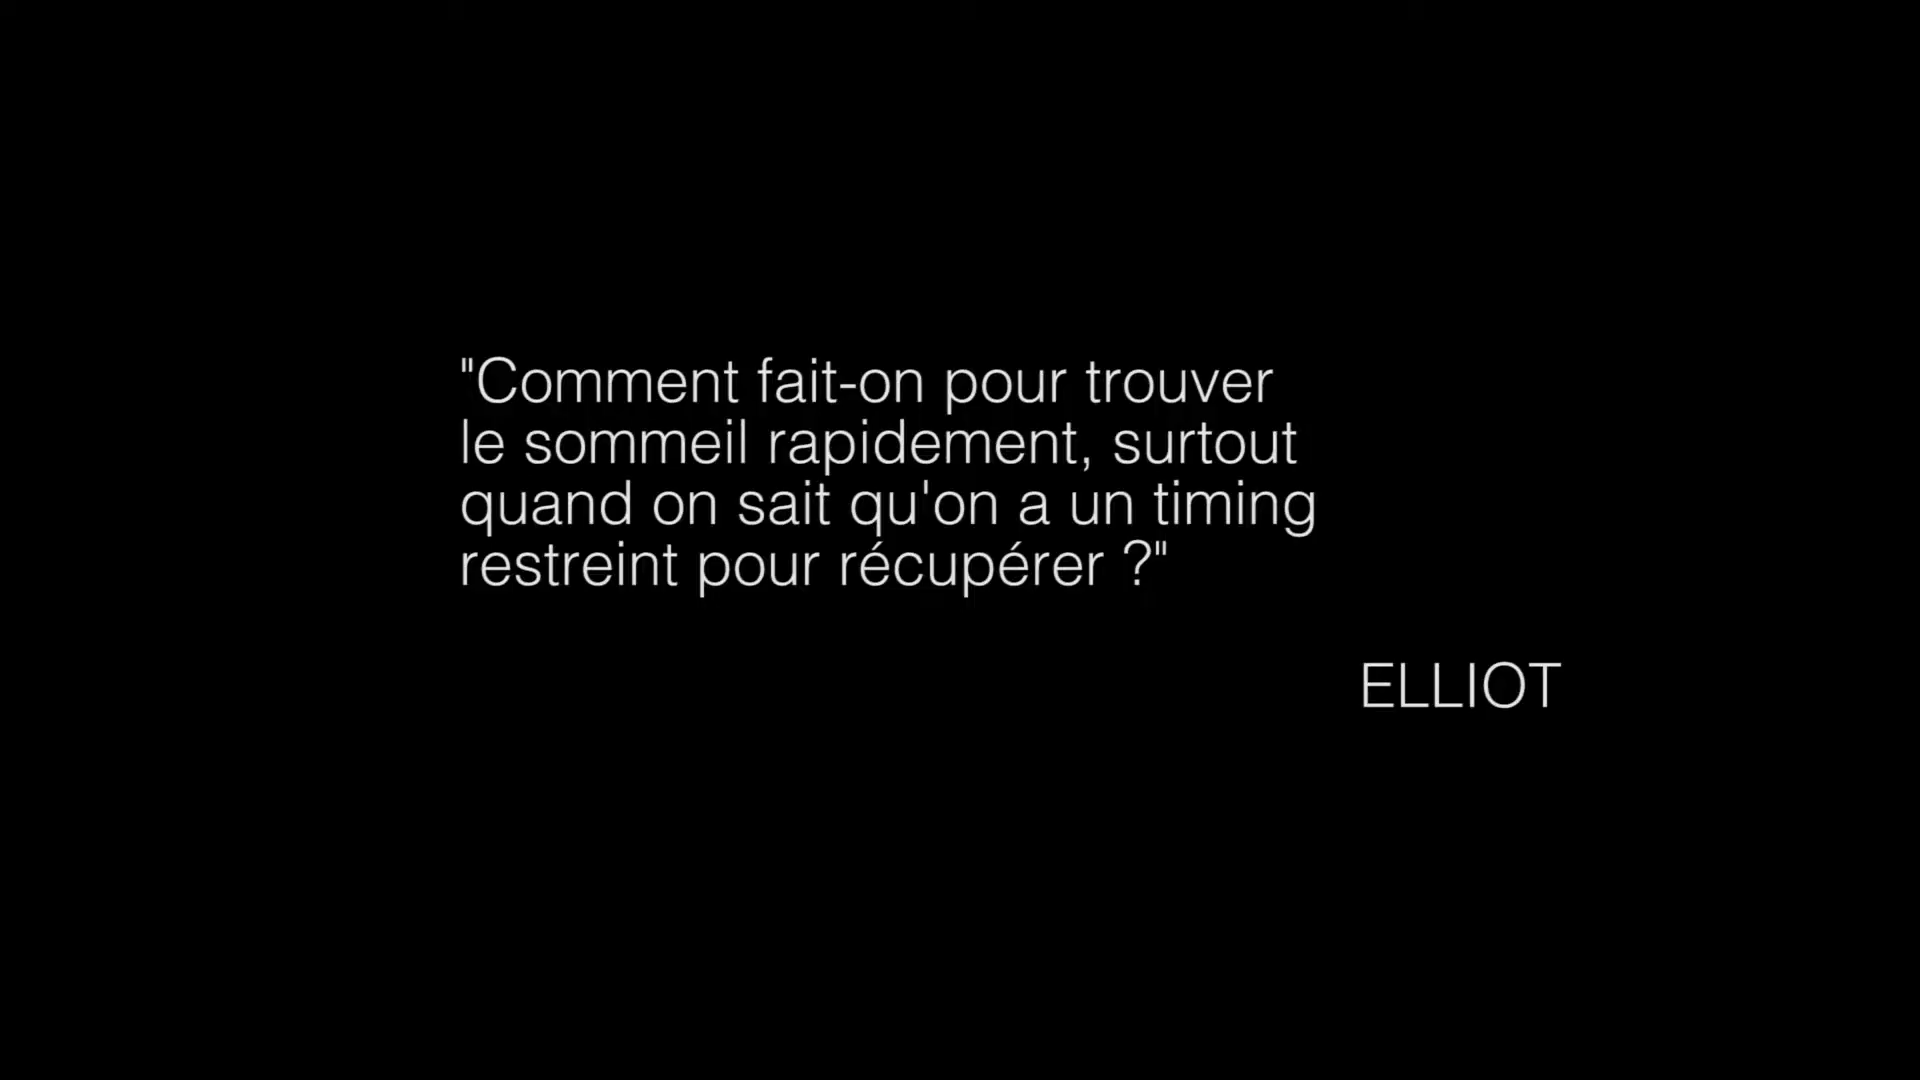 "Comment fait-on pour trouver
le sommeil rapidement, surtout
quand on sait qu'on a un timing
restreint pour récupérer ?"
ELLIOT